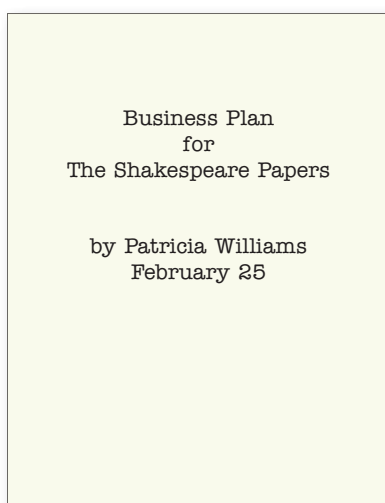 Business Plan
for
The Shakespeare Papers
by Patricia Williams
February 25